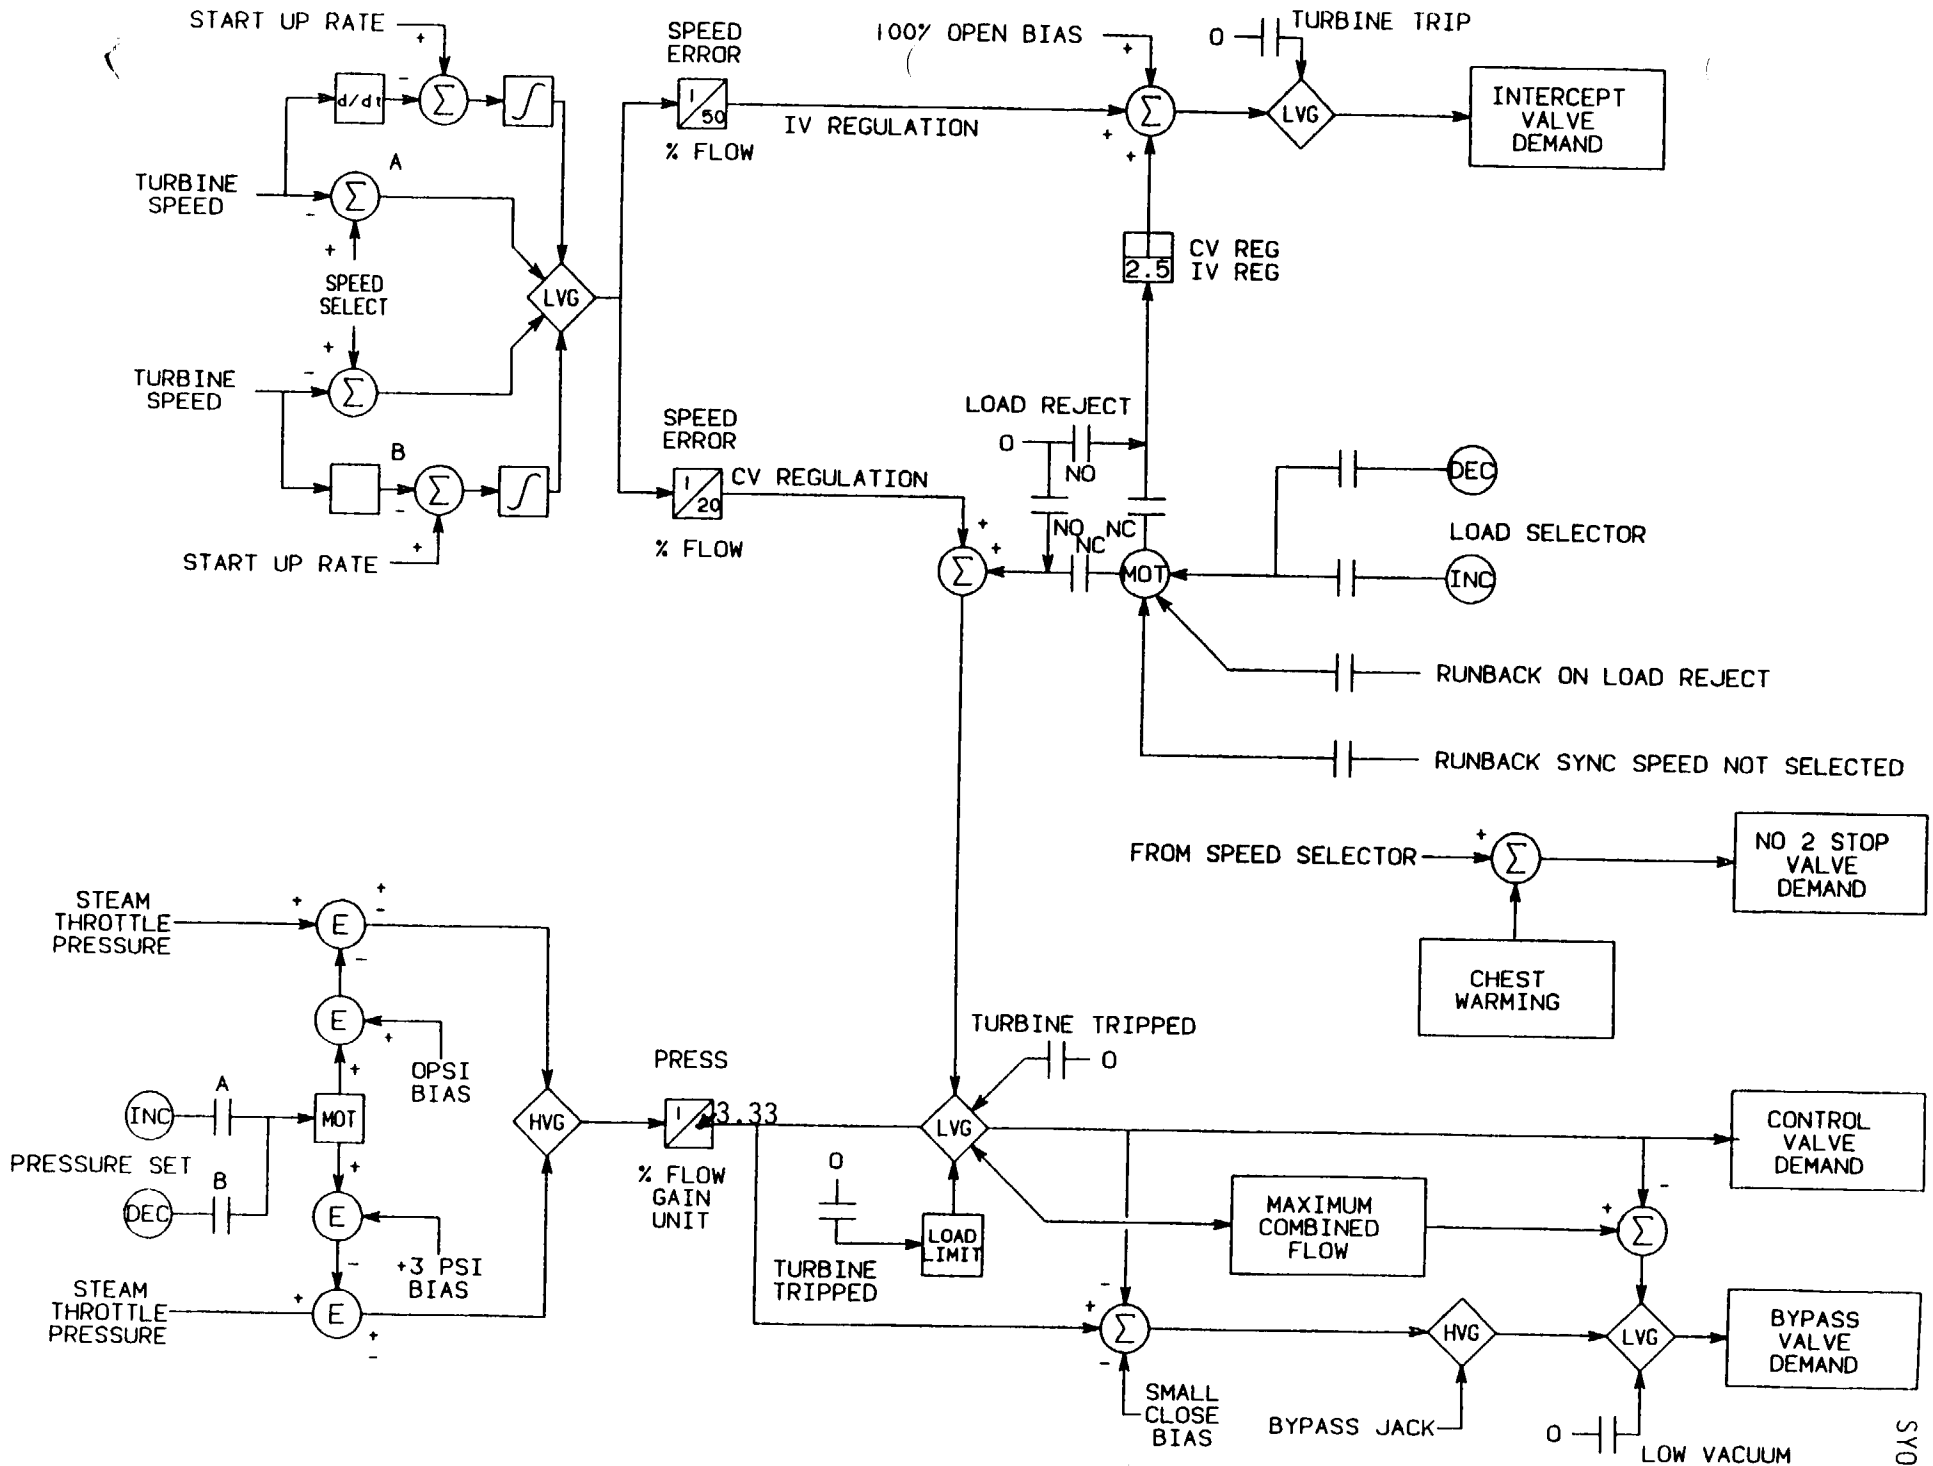 START UP RATE
+
-
d/dt
Σ
∫
TURBINE
SPEED
-
Σ
A
+
SPEED
SELECT
+
TURBINE
SPEED
-
Σ
B
-
Σ
∫
+
START UP RATE
LVG
SPEED
ERROR
1/50
% FLOW
IV REGULATION
SPEED
ERROR
1/20
% FLOW
CV REGULATION
100% OPEN BIAS
+
+
+
Σ
0
TURBINE TRIP
LVG
INTERCEPT
VALVE
DEMAND
2.5
CV REG
IV REG
LOAD REJECT
0
NO
NO
NC
NC
+
+
Σ
MOT
DEC
LOAD SELECTOR
INC
RUNBACK ON LOAD REJECT
RUNBACK SYNC SPEED NOT SELECTED
FROM SPEED SELECTOR
+
Σ
NO 2 STOP
VALVE
DEMAND
CHEST
WARMING
STEAM
THROTTLE
PRESSURE
+
E
+
-
-
E
+
0PSI
BIAS
+
INC
A
MOT
PRESSURE SET
DEC
B
+
E
+
+3 PSI
BIAS
-
STEAM
THROTTLE
PRESSURE
+
E
+
-
HVG
PRESS
1/3.33
% FLOW
GAIN
UNIT
TURBINE TRIPPED
0
LVG
0
TURBINE
TRIPPED
LOAD
LIMIT
MAXIMUM
COMBINED
FLOW
CONTROL
VALVE
DEMAND
-
+
Σ
-
+
Σ
-
SMALL
CLOSE
BIAS
HVG
BYPASS JACK
LVG
0
LOW VACUUM
BYPASS
VALVE
DEMAND
SYO